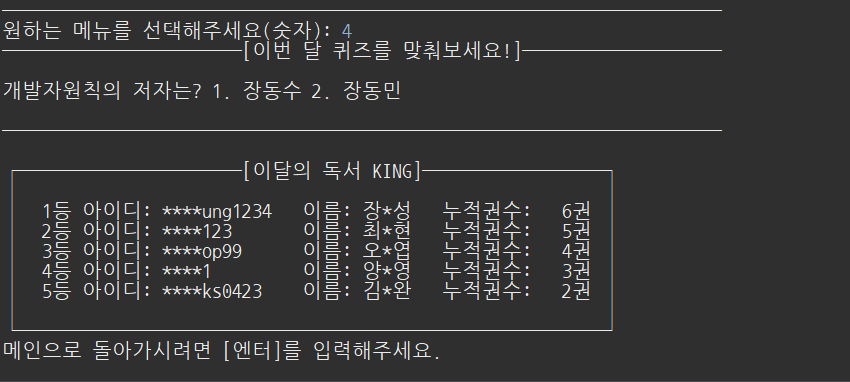 원하는 메뉴를 선택해주세요(숫자): 4
[이번 달 퀴즈를 맞춰보세요!]
개발자원칙의 저자는? 1. 장동수 2. 장동민
[이달의 독서 KING]
1등 아이디: ****ung1234 이름: 장*성 누적권수: 6권
2등 아이디: ****123 이름: 최*현 누적권수: 5권
3등 아이디: ****op99 이름: 오*엽 누적권수: 4권
4등 아이디: ****1 이름: 양*영 누적권수: 3권
5등 아이디: ****ks0423 이름: 김*완 누적권수: 2권
메인으로 돌아가시려면 [엔터]를 입력해주세요.